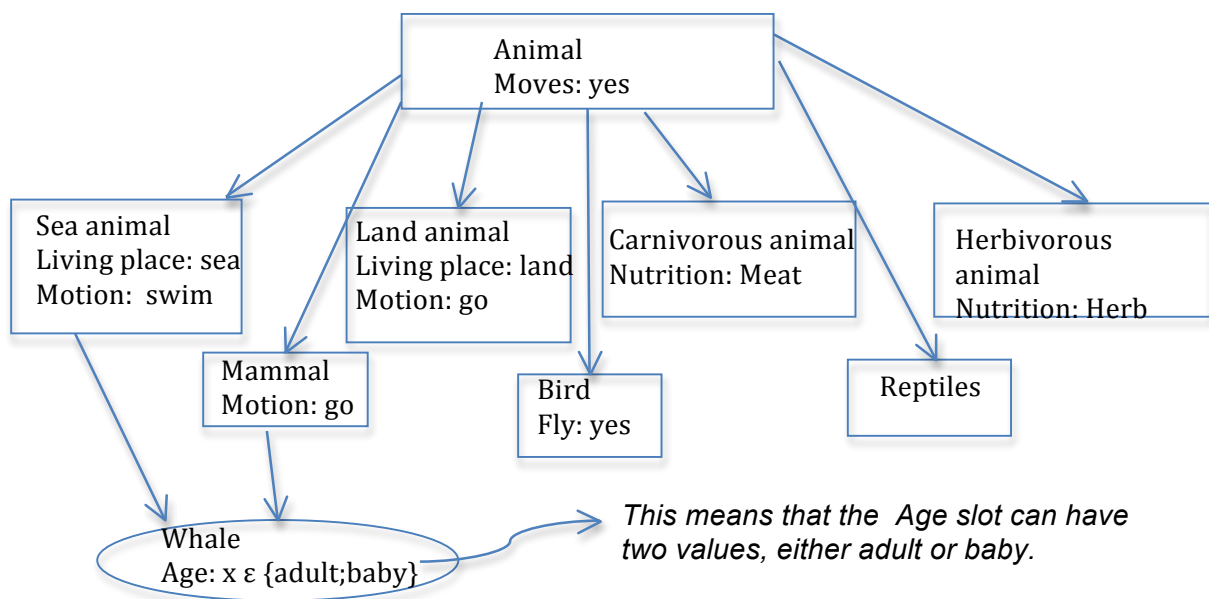 Animal
Moves: yes
Sea animal
Living place: sea
Motion: swim
Land animal
Living place: land
Motion: go
Carnivorous animal
Nutrition: Meat
Herbivorous
animal
Nutrition: Herb
Mammal
Motion: go
Bird
Fly: yes
Reptiles
Whale
Age: x ε {adult;baby}
This means that the Age slot can have
two values, either adult or baby.